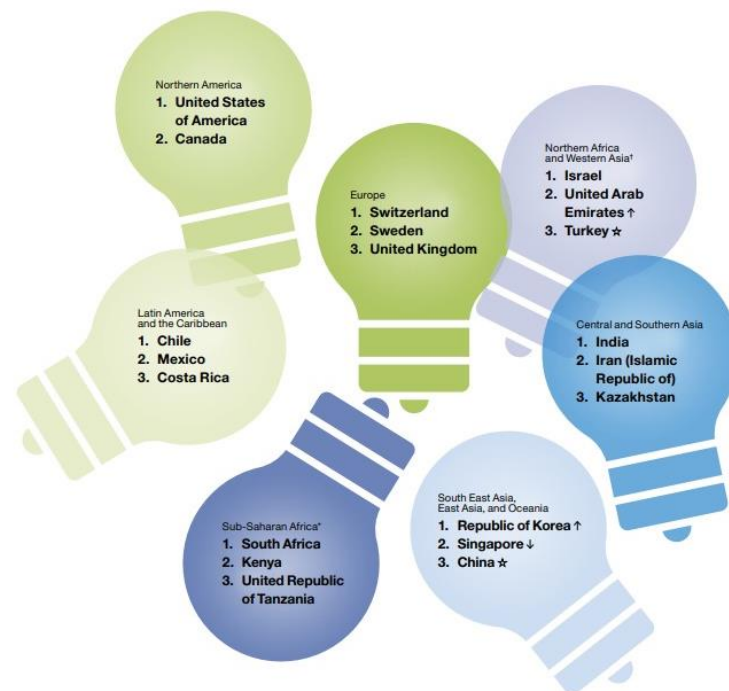 Northern America
1. United States
of America
2. Canada
Europe
1. Switzerland
2. Sweden
3. United Kingdom
Northern Africa
and Western Asia†
1. Israel
2. United Arab
Emirates ↑
3. Turkey ☆
Latin America
and the Caribbean
1. Chile
2. Mexico
3. Costa Rica
Central and Southern Asia
1. India
2. Iran (Islamic
Republic of)
3. Kazakhstan
Sub-Saharan Africa*
1. South Africa
2. Kenya
3. United Republic
of Tanzania
South East Asia,
East Asia, and Oceania
1. Republic of Korea ↑
2. Singapore ↓
3. China ☆